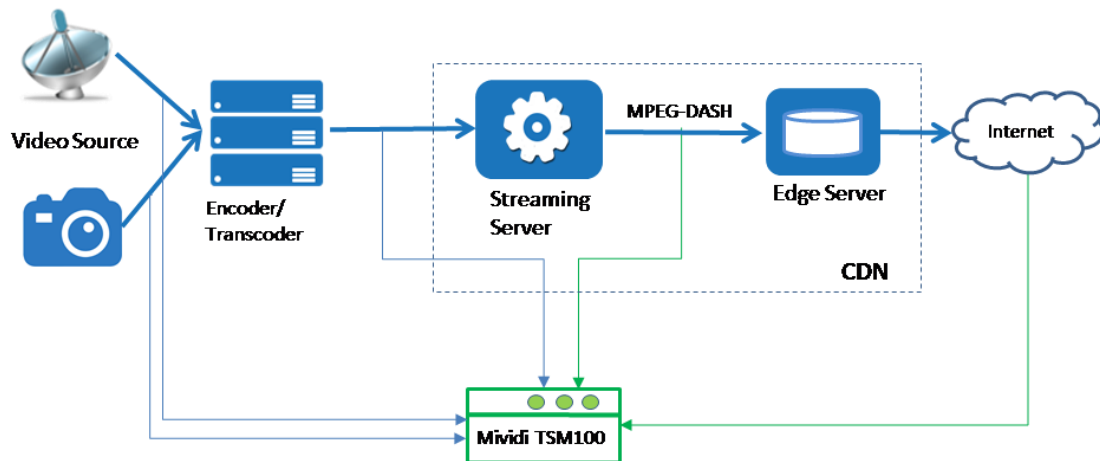 Video Source
Encoder/
Transcoder
Streaming
Server
MPEG-DASH
Edge Server
CDN
Internet
Mividi TSM100